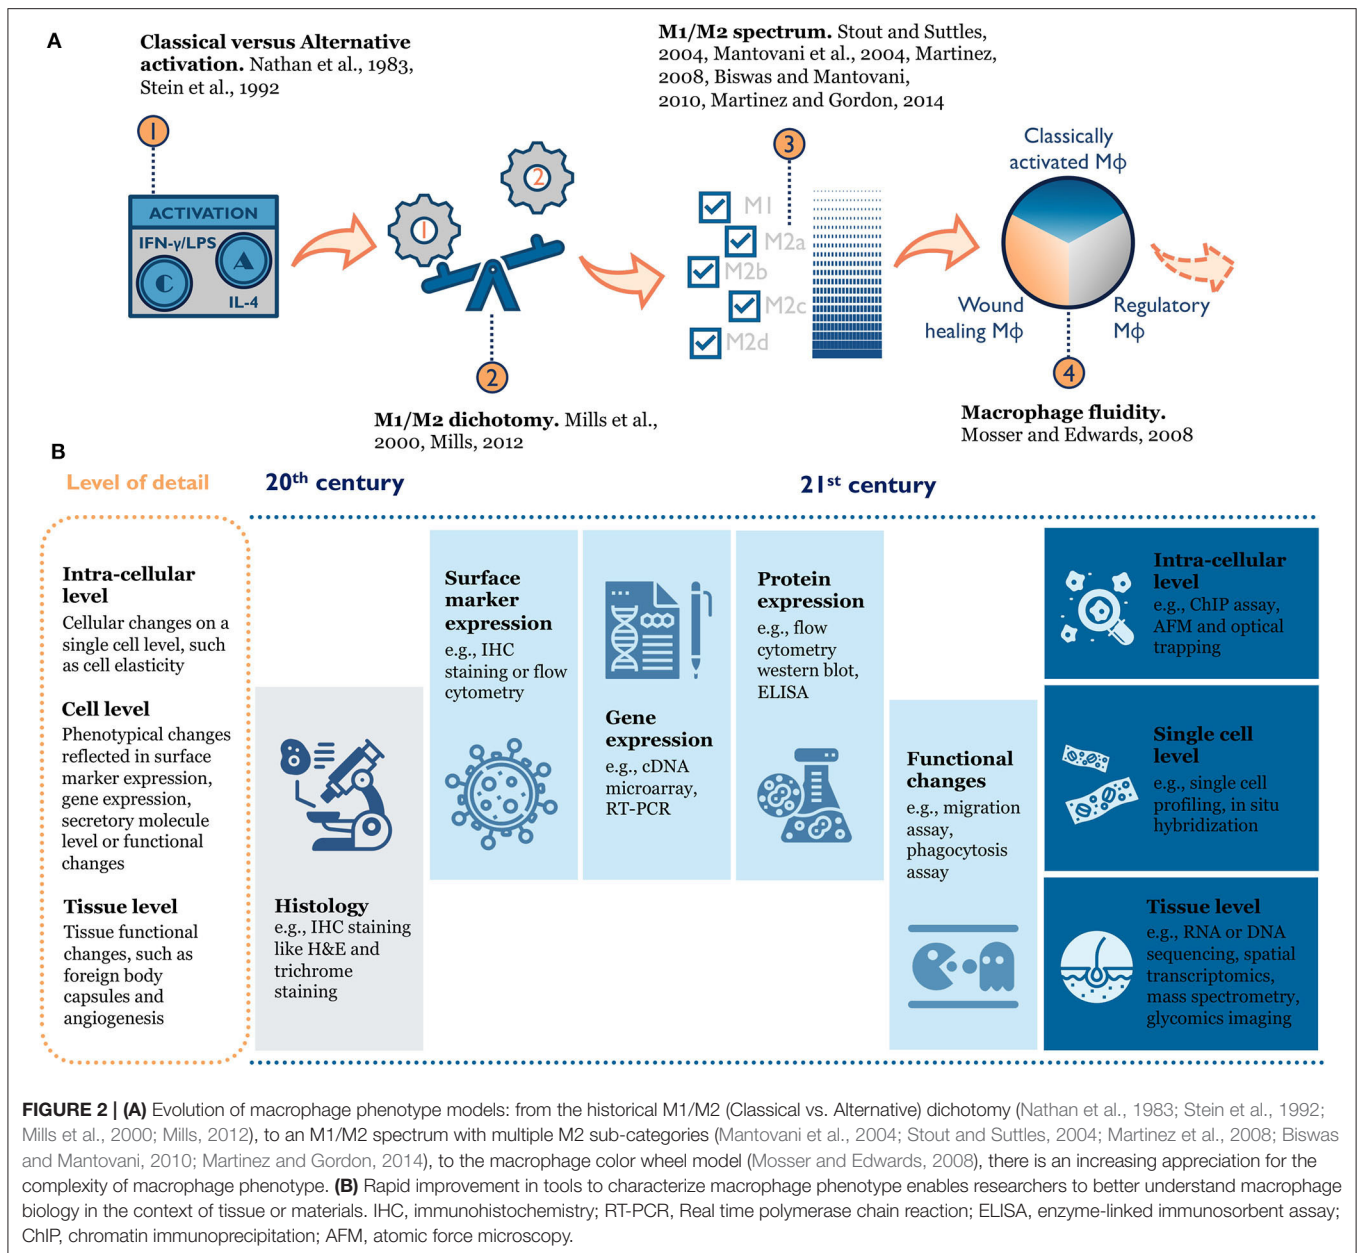 A
Classical versus Alternative
activation. Nathan et al., 1983,
Stein et al., 1992
1
ACTIVATION
IFN-γ/LPS
A
C
IL-4
1
2
2
M1/M2 dichotomy. Mills et al.,
2000, Mills, 2012
M1/M2 spectrum. Stout and Suttles,
2004, Mantovani et al., 2004, Martinez,
2008, Biswas and Mantovani,
2010, Martinez and Gordon, 2014
3
M1
M2a
M2b
M2c
M2d
Classically
activated Mϕ
Wound
healing Mϕ
Regulatory
Mϕ
4
Macrophage fluidity.
Mosser and Edwards, 2008
B
Level of detail
20th century
21st century
Intra-cellular
level
Cellular changes on a
single cell level, such
as cell elasticity
Cell level
Phenotypical changes
reflected in surface
marker expression,
gene expression,
secretory molecule
level or functional
changes
Tissue level
Tissue functional
changes, such as
foreign body
capsules and
angiogenesis
Histology
e.g., IHC staining
like H&E and
trichrome
staining
Surface
marker
expression
e.g., IHC
staining or flow
cytometry
Gene
expression
e.g., cDNA
microarray,
RT-PCR
Protein
expression
e.g., flow
cytometry
western blot,
ELISA
Functional
changes
e.g., migration
assay,
phagocytosis
assay
Intra-cellular
level
e.g., ChIP assay,
AFM and optical
trapping
Single cell
level
e.g., single cell
profiling, in situ
hybridization
Tissue level
e.g., RNA or DNA
sequencing, spatial
transcriptomics,
mass spectrometry,
glycomics imaging
FIGURE 2 | (A) Evolution of macrophage phenotype models: from the historical M1/M2 (Classical vs. Alternative) dichotomy (Nathan et al., 1983; Stein et al., 1992;
Mills et al., 2000; Mills, 2012), to an M1/M2 spectrum with multiple M2 sub-categories (Mantovani et al., 2004; Stout and Suttles, 2004; Martinez et al., 2008; Biswas
and Mantovani, 2010; Martinez and Gordon, 2014), to the macrophage color wheel model (Mosser and Edwards, 2008), there is an increasing appreciation for the
complexity of macrophage phenotype. (B) Rapid improvement in tools to characterize macrophage phenotype enables researchers to better understand macrophage
biology in the context of tissue or materials. IHC, immunohistochemistry; RT-PCR, Real time polymerase chain reaction; ELISA, enzyme-linked immunosorbent assay;
ChIP, chromatin immunoprecipitation; AFM, atomic force microscopy.